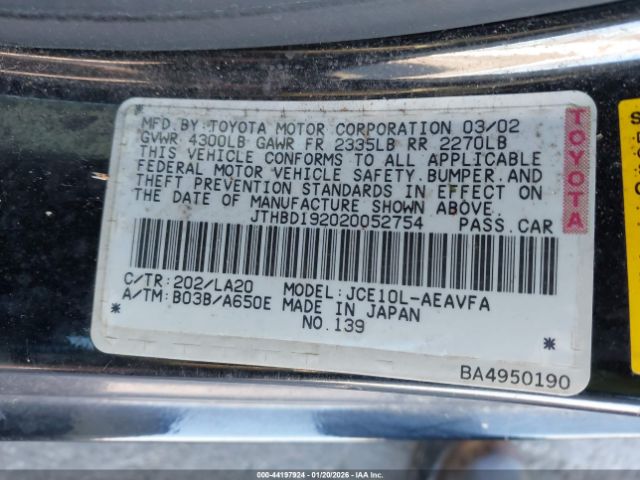 MFD BY:TOYOTA MOTOR CORPORATION 03/02
GVWR 4300LB GAWR FR 2335LB RR 2270LB
THIS VEHICLE CONFORMS TO ALL APPLICABLE
FEDERAL MOTOR VEHICLE SAFETY.BUMPER.AND
THEFT PREVENTION STANDARDS IN EFFECT ON
THE DATE OF MANUFACTURE SHOWN ABOVE.
JTHBD192020052754 PASS.CAR
TOYOTA
C/TR:202/LA20 MODEL:JCE10L-AEAVFA
A/TM:B03B/A650E MADE IN JAPAN
NO.139
BA4950190
000-44197924 | 01/20/2026 - IAAI.COM